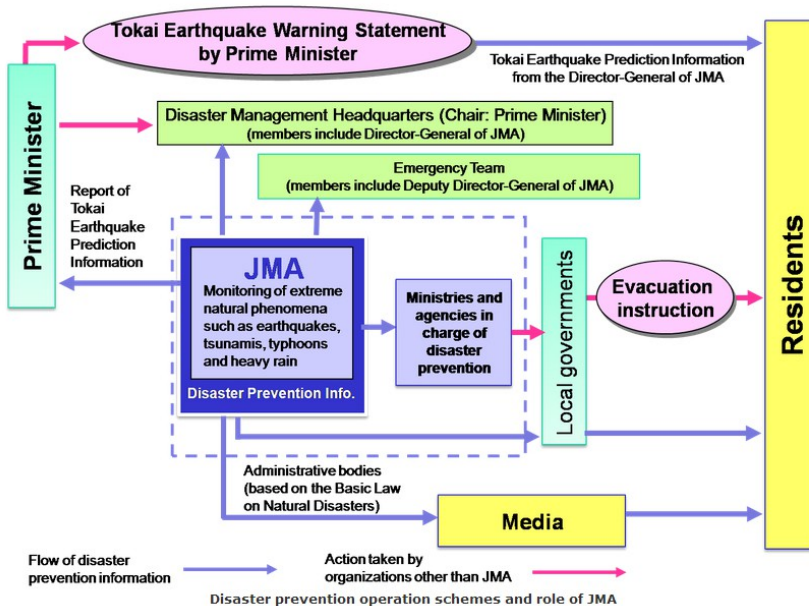 Tokai Earthquake Warning Statement
by Prime Minister
Tokai Earthquake Prediction Information
from the Director-General of JMA
Disaster Management Headquarters (Chair: Prime Minister)
(members include Director-General of JMA)
Emergency Team
(members include Deputy Director-General of JMA)
Prime Minister
Report of
Tokai
Earthquake
Prediction
Information
JMA
Monitoring of extreme
natural phenomena
such as earthquakes,
tsunamis, typhoons
and heavy rain
Disaster Prevention Info.
Ministries and
agencies in
charge of
disaster
prevention
Local governments
Evacuation
instruction
Residents
Administrative bodies
(based on the Basic Law
on Natural Disasters)
Media
Flow of disaster
prevention information
Action taken by
organizations other than JMA
Disaster prevention operation schemes and role of JMA